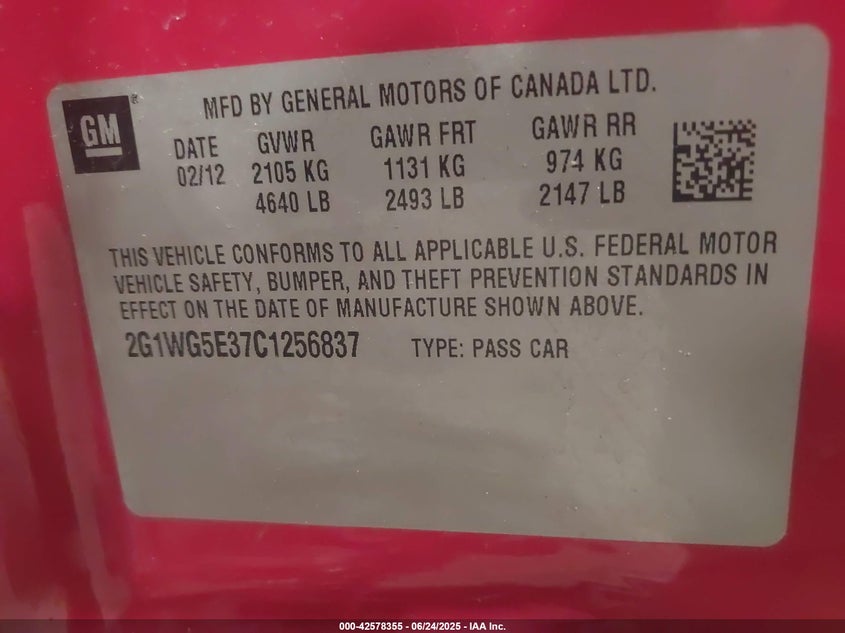 MFD BY GENERAL MOTORS OF CANADA LTD.
GM ®
DATE GVWR GAWR FRT GAWR RR
02/12 2105 KG 1131 KG 974 KG
4640 LB 2493 LB 2147 LB
THIS VEHICLE CONFORMS TO ALL APPLICABLE U.S. FEDERAL MOTOR
VEHICLE SAFETY, BUMPER, AND THEFT PREVENTION STANDARDS IN
EFFECT ON THE DATE OF MANUFACTURE SHOWN ABOVE.
2G1WG5E37C1256837 TYPE: PASS CAR
000-42578355 | 06/24/2025 - IAA Inc.